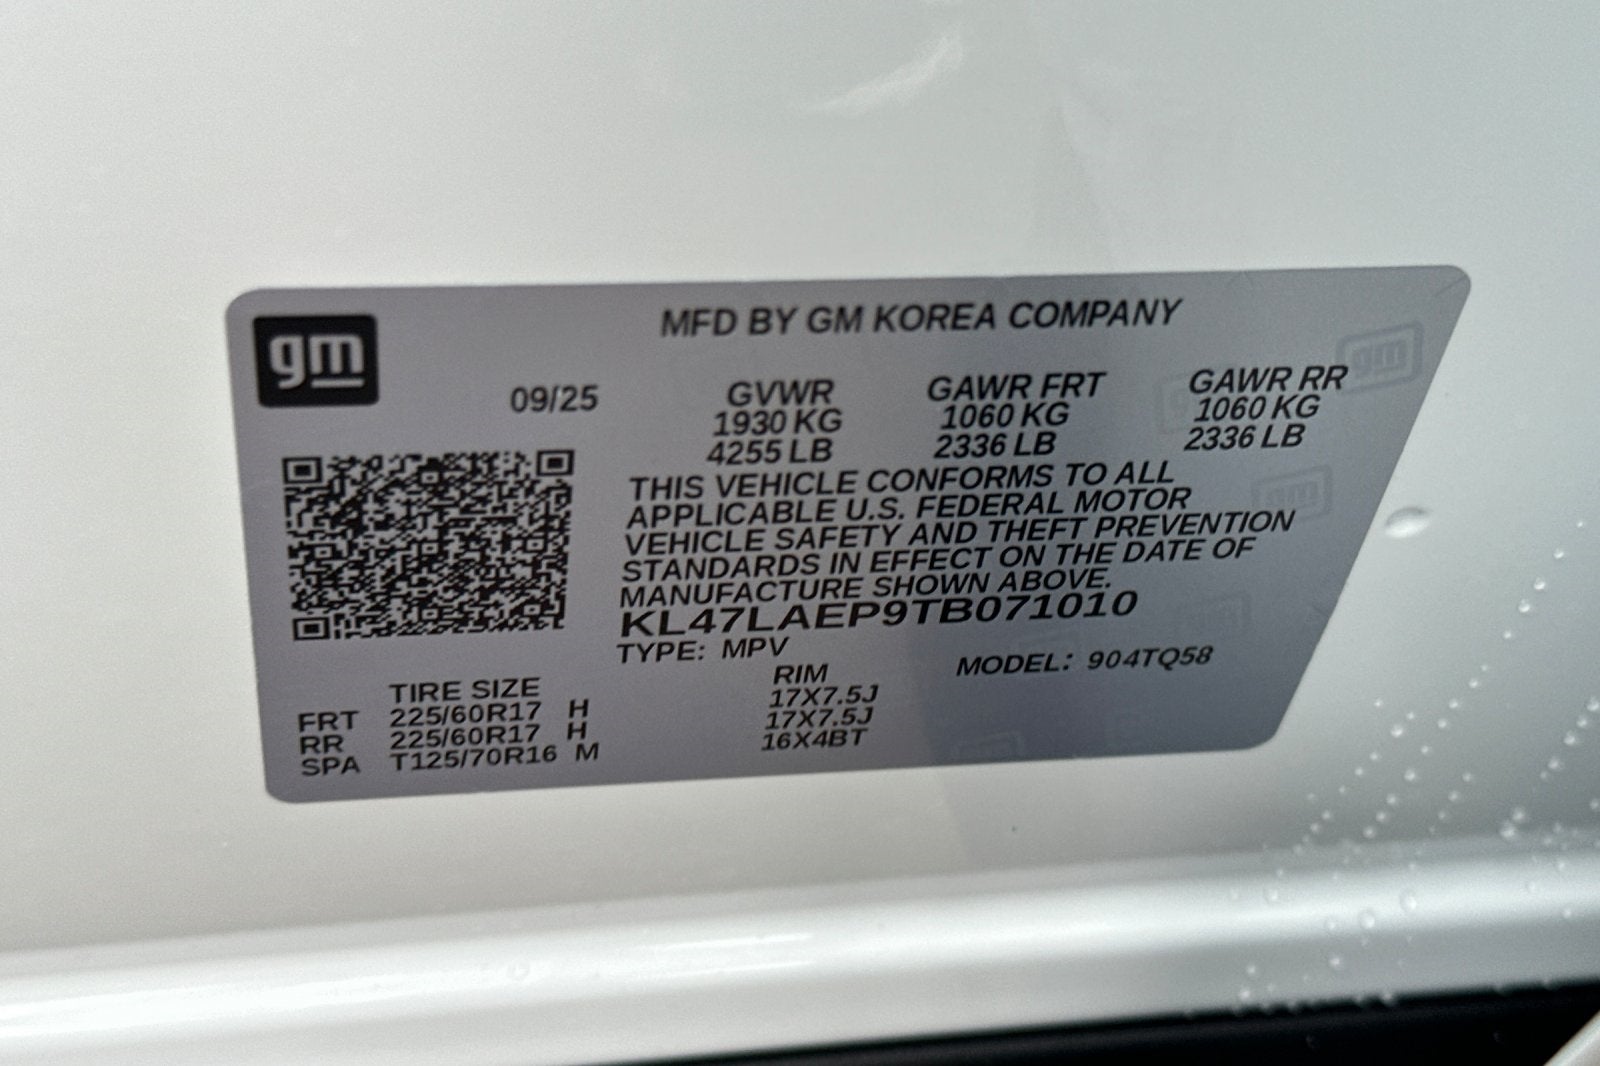 gm
MFD BY GM KOREA COMPANY
09/25 GVWR GAWR FRT GAWR RR
1930 KG 1060 KG 1060 KG
4255 LB 2336 LB 2336 LB
THIS VEHICLE CONFORMS TO ALL
APPLICABLE U.S. FEDERAL MOTOR
VEHICLE SAFETY AND THEFT PREVENTION
STANDARDS IN EFFECT ON THE DATE OF
MANUFACTURE SHOWN ABOVE.
KL47LAEP9TB071010
TYPE: MPV MODEL: 904TQ58
TIRE SIZE RIM
FRT 225/60R17 H 17X7.5J
RR 225/60R17 H 17X7.5J
SPA T125/70R16 M 16X4BT